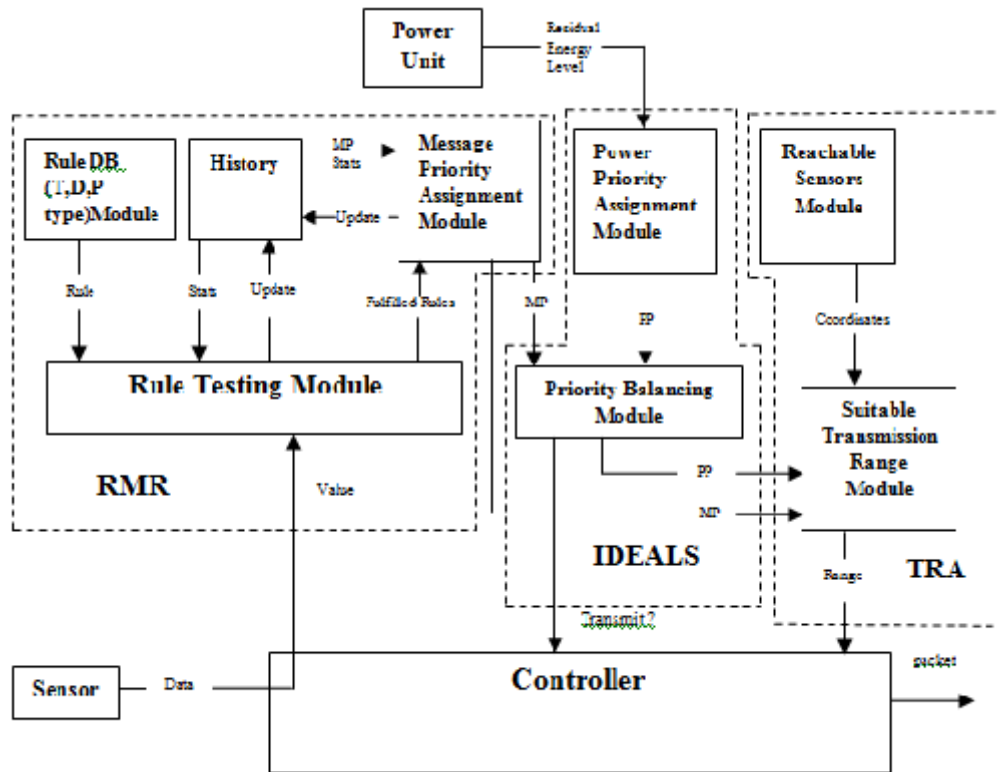 Power
Unit
Residual
Energy
Level
Rule DB
(T,D,P
type)Module
History
MP
Stats
Update
Message
Priority
Assignment
Module
Power
Priority
Assignment
Module
Reachable
Sensors
Module
Rule
Stats
Update
Fulfilled Rules
MP
PP
Coordinates
Rule Testing Module
Priority Balancing
Module
Suitable
Transmission
Range
Module
RMR
Value
PP
MP
IDEALS
Range
TRA
Transmit ?
Sensor
Data
Controller
packet